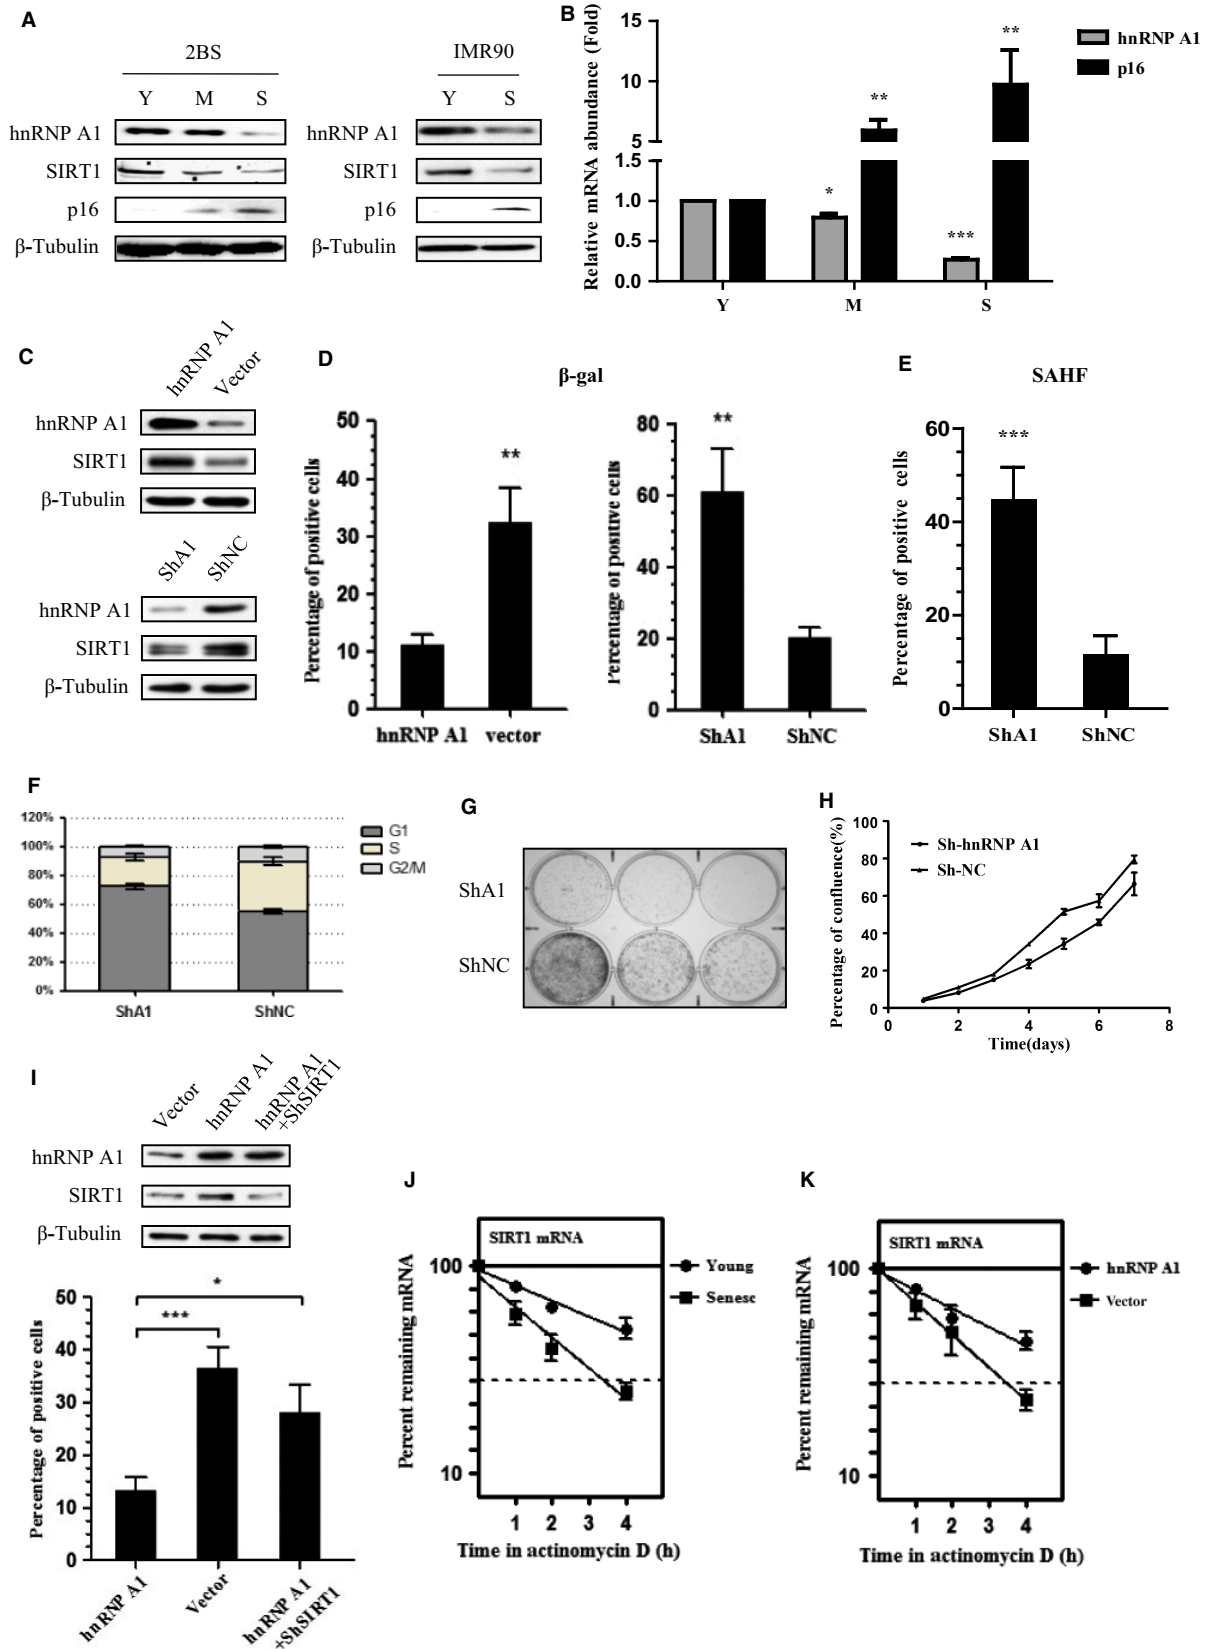 A
2BS
IMR90
Y M S
Y S
hnRNP A1
SIRT1
p16
β-Tubulin
hnRNP A1
SIRT1
p16
β-Tubulin
B
Relative mRNA abundance (Fold)
15
10
5
1.5
1.0
0.5
0.0
*
**
***
**
Y M S
hnRNP A1
p16
C
hnRNP A1
Vector
hnRNP A1
SIRT1
β-Tubulin
ShA1
ShNC
hnRNP A1
SIRT1
β-Tubulin
D
β-gal
Percentage of positive cells
50
40
30
20
10
0
**
hnRNP A1 vector
Percentage of positive cells
80
60
40
20
0
**
ShA1 ShNC
E
SAHF
Percentage of positive cells
60
40
20
0
***
ShA1 ShNC
F
120%
100%
80%
60%
40%
20%
0%
ShA1 ShNC
G1
S
G2/M
G
ShA1
ShNC
H
Percentage of confluence(%)
100
80
60
40
20
0
Sh-hnRNP A1
Sh-NC
0 2 4 6 8
Time(days)
I
Vector
hnRNP A1
hnRNP A1
+ShSIRT1
hnRNP A1
SIRT1
β-Tubulin
Percentage of positive cells
50
40
30
20
10
0
*
***
hnRNP A1
Vector
hnRNP A1
+ShSIRT1
J
SIRT1 mRNA
Percent remaining mRNA
100
10
Young
Senesc
1 2 3 4
Time in actinomycin D (h)
K
SIRT1 mRNA
Percent remaining mRNA
100
10
hnRNP A1
Vector
1 2 3 4
Time in actinomycin D (h)